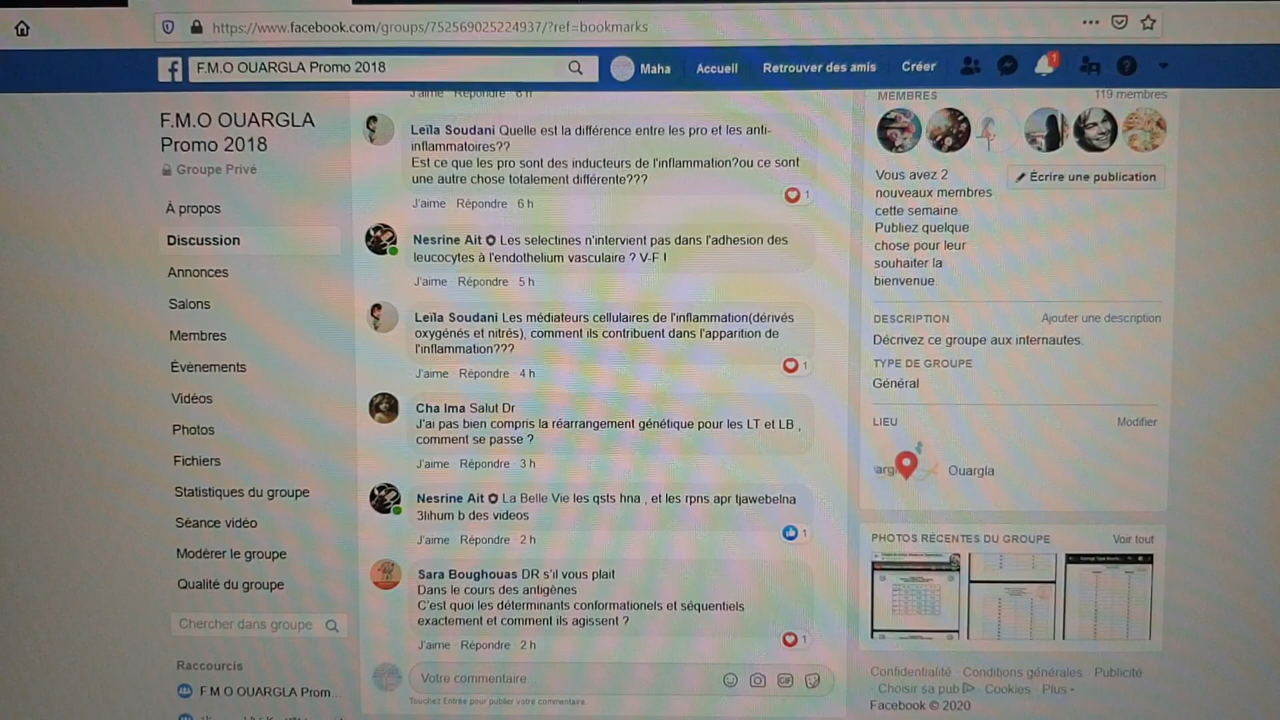 https://www.facebook.com/groups/752569025224937/?ref=bookmarks
F.M.O OUARGLA Promo 2018
Maha
Accueil
Retrouver des amis
Créer
1
F.M.O OUARGLA
Promo 2018
Groupe Privé
À propos
Discussion
Annonces
Salons
Membres
Événements
Vidéos
Photos
Fichiers
Statistiques du groupe
Séance vidéo
Modérer le groupe
Qualité du groupe
Chercher dans groupe
Raccourcis
F M O OUARGLA Prom...
J'aime Répondre 6 h
Leïla Soudani Quelle est la différence entre les pro et les anti-
inflammatoires??
Est ce que les pro sont des inducteurs de l'inflammation?ou ce sont
une autre chose totalement différente???
1
J'aime Répondre 6 h
Nesrine Ait Les selectines n'intervient pas dans l'adhesion des
leucocytes à l'endothelium vasculaire ? V-F !
J'aime Répondre 5 h
Leïla Soudani Les médiateurs cellulaires de l'inflammation(dérivés
oxygénés et nitrés), comment ils contribuent dans l'apparition de
l'inflammation???
1
J'aime Répondre 4 h
Cha Ima Salut Dr
J'ai pas bien compris la réarrangement génétique pour les LT et LB ,
comment se passe ?
J'aime Répondre 3 h
Nesrine Ait La Belle Vie les qsts hna , et les rpns apr tjawebelna
3lihum b des videos
1
J'aime Répondre 2 h
Sara Boughouas DR s'il vous plait
Dans le cours des antigènes
C'est quoi les déterminants conformationels et séquentiels
exactement et comment ils agissent ?
1
J'aime Répondre 2 h
Votre commentaire...
GIF
Touchez Entrée pour publier votre commentaire.
MEMBRES
119 membres
Vous avez 2
nouveaux membres
cette semaine.
Publiez quelque
chose pour leur
souhaiter la
bienvenue.
Écrire une publication
DESCRIPTION
Ajouter une description
Décrivez ce groupe aux internautes.
TYPE DE GROUPE
Général
LIEU
Modifier
argl
Ouargla
PHOTOS RÉCENTES DU GROUPE
Voir tout
Confidentialité · Conditions générales · Publicité
· Choisir sa pub · Cookies · Plus
Facebook © 2020